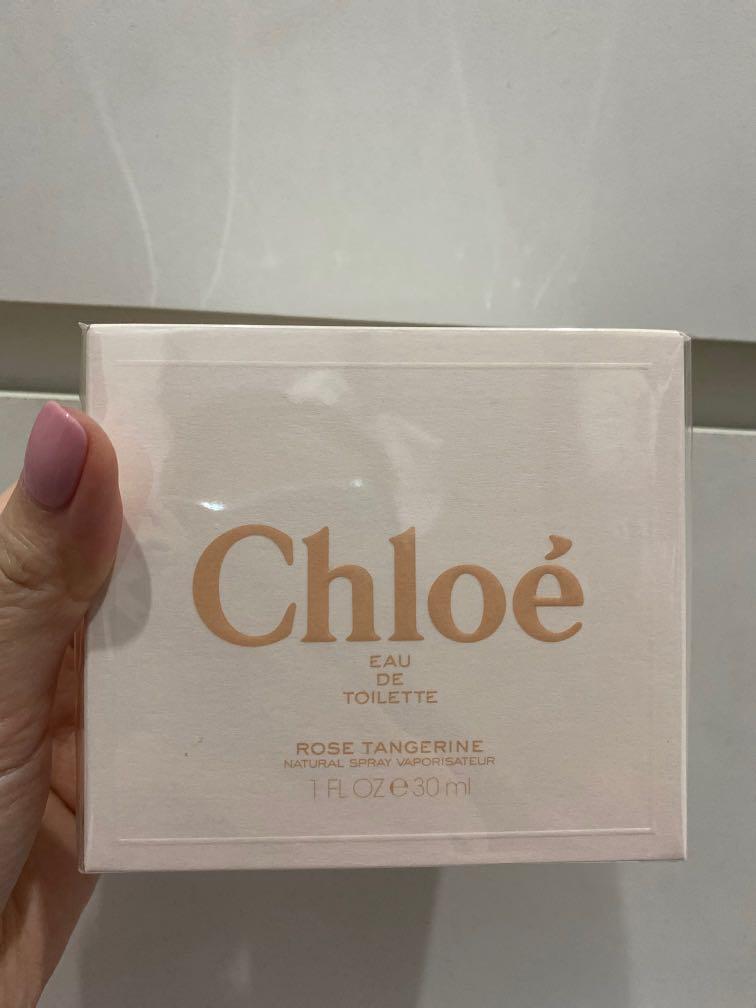 Chloé
EAU
DE
TOILETTE
ROSE TANGERINE
NATURAL SPRAY VAPORISATEUR
1 FL OZ e 30 ml